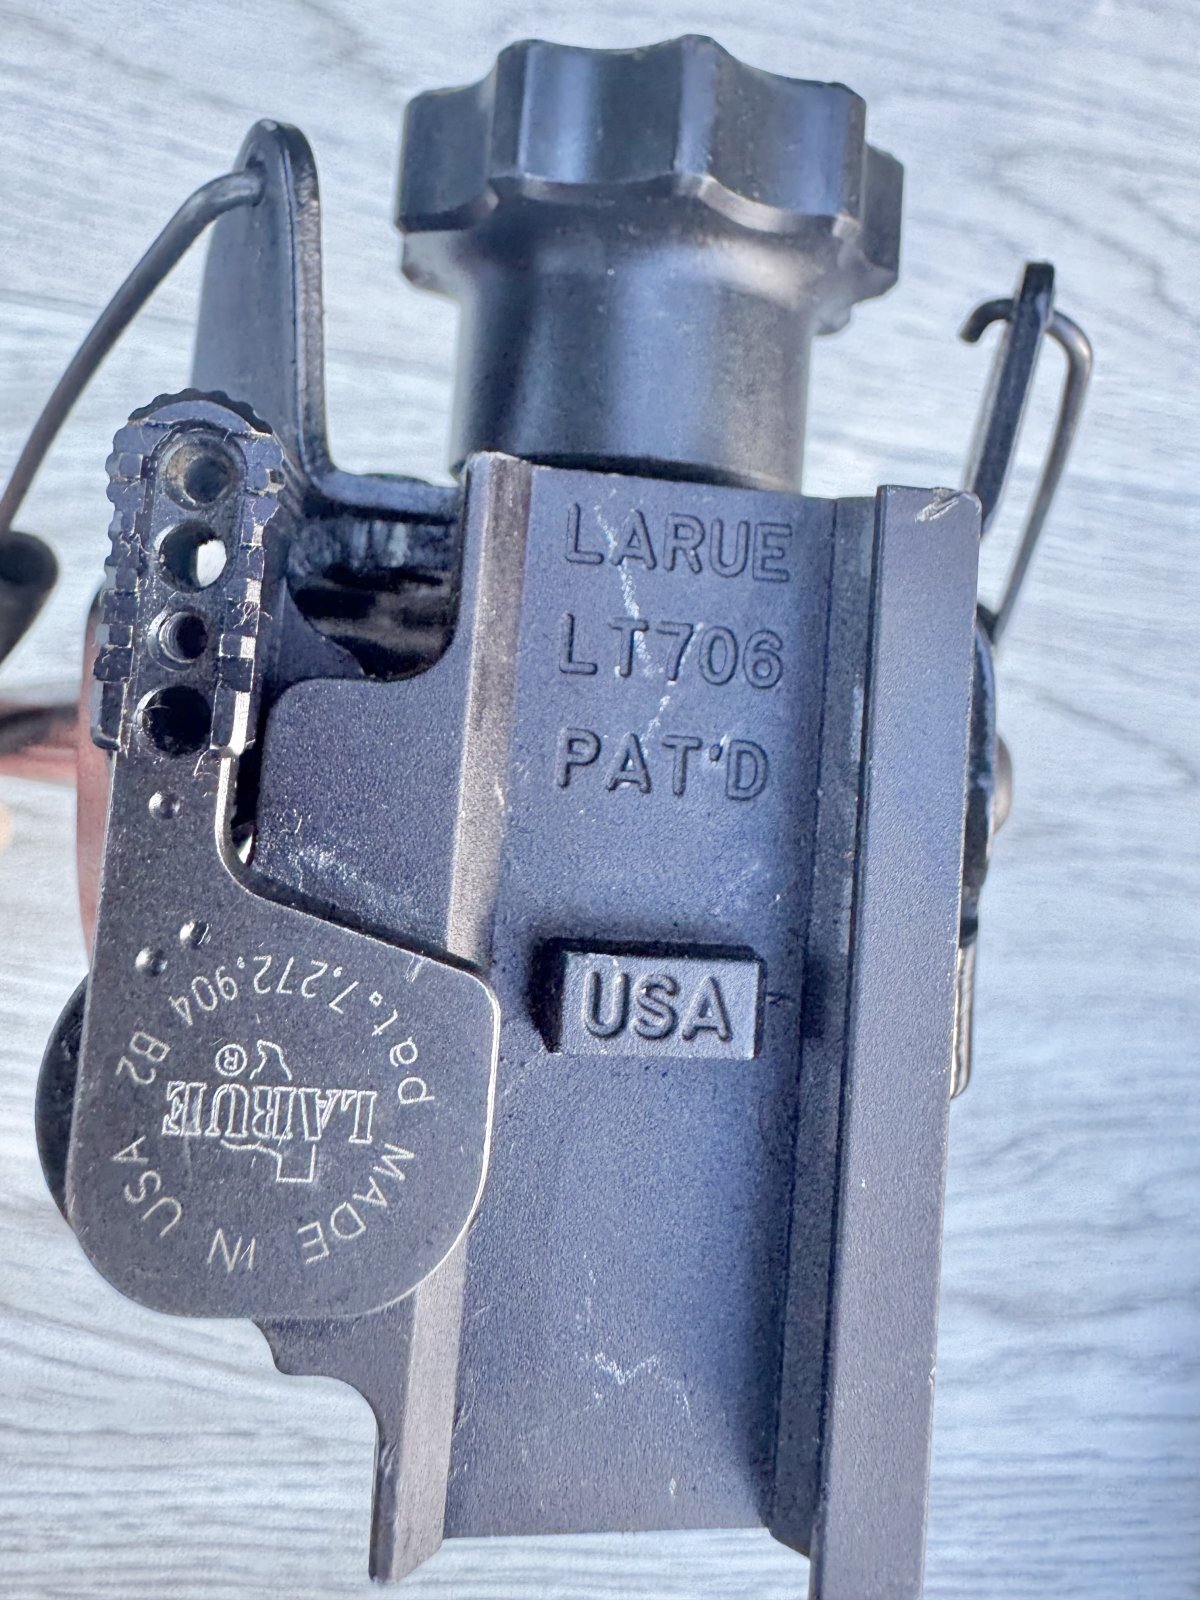 LARUE
LT706
PAT'D
USA
pat. 7,272,904 B2
LARUE ®
MADE IN USA